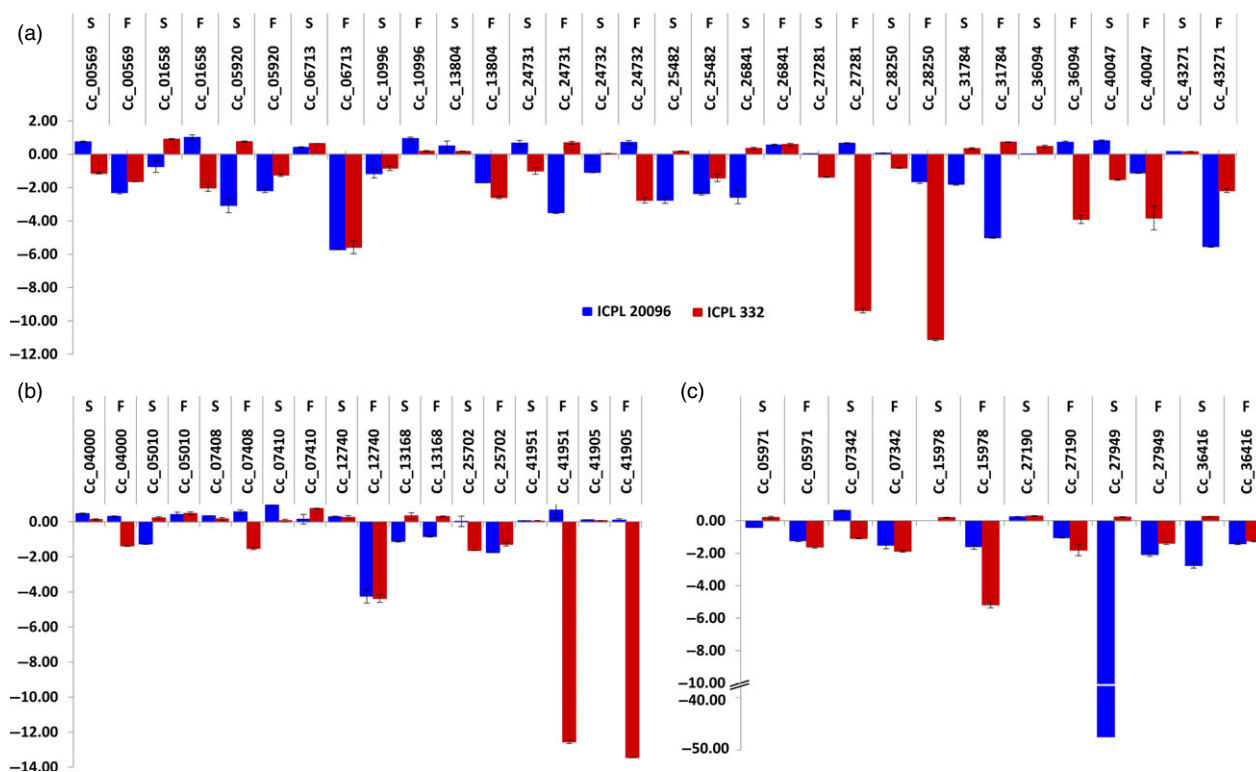 (a)
S F S F S F S F S F S F S F S F S F S F S F S F S F S F S F S F
Cc_00569 Cc_00569 Cc_01658 Cc_01658 Cc_05920 Cc_05920 Cc_06713 Cc_06713 Cc_10996 Cc_10996 Cc_13804 Cc_13804 Cc_24731 Cc_24731 Cc_24732 Cc_24732 Cc_25482 Cc_25482 Cc_26841 Cc_26841 Cc_27281 Cc_27281 Cc_28250 Cc_28250 Cc_31784 Cc_31784 Cc_36094 Cc_36094 Cc_40047 Cc_40047 Cc_43271 Cc_43271
2.00
0.00
−2.00
−4.00
−6.00
−8.00
−10.00
−12.00
ICPL 20096 ICPL 332
(b)
S F S F S F S F S F S F S F S F S F
Cc_04000 Cc_04000 Cc_05010 Cc_05010 Cc_07408 Cc_07408 Cc_07410 Cc_07410 Cc_12740 Cc_12740 Cc_13168 Cc_13168 Cc_25702 Cc_25702 Cc_41951 Cc_41951 Cc_41905 Cc_41905
0.00
−2.00
−4.00
−6.00
−8.00
−10.00
−12.00
−14.00
(c)
S F S F S F S F S F S F
Cc_05971 Cc_05971 Cc_07342 Cc_07342 Cc_15978 Cc_15978 Cc_27190 Cc_27190 Cc_27949 Cc_27949 Cc_36416 Cc_36416
0.00
−2.00
−4.00
−6.00
−8.00
−10.00
−40.00
−50.00